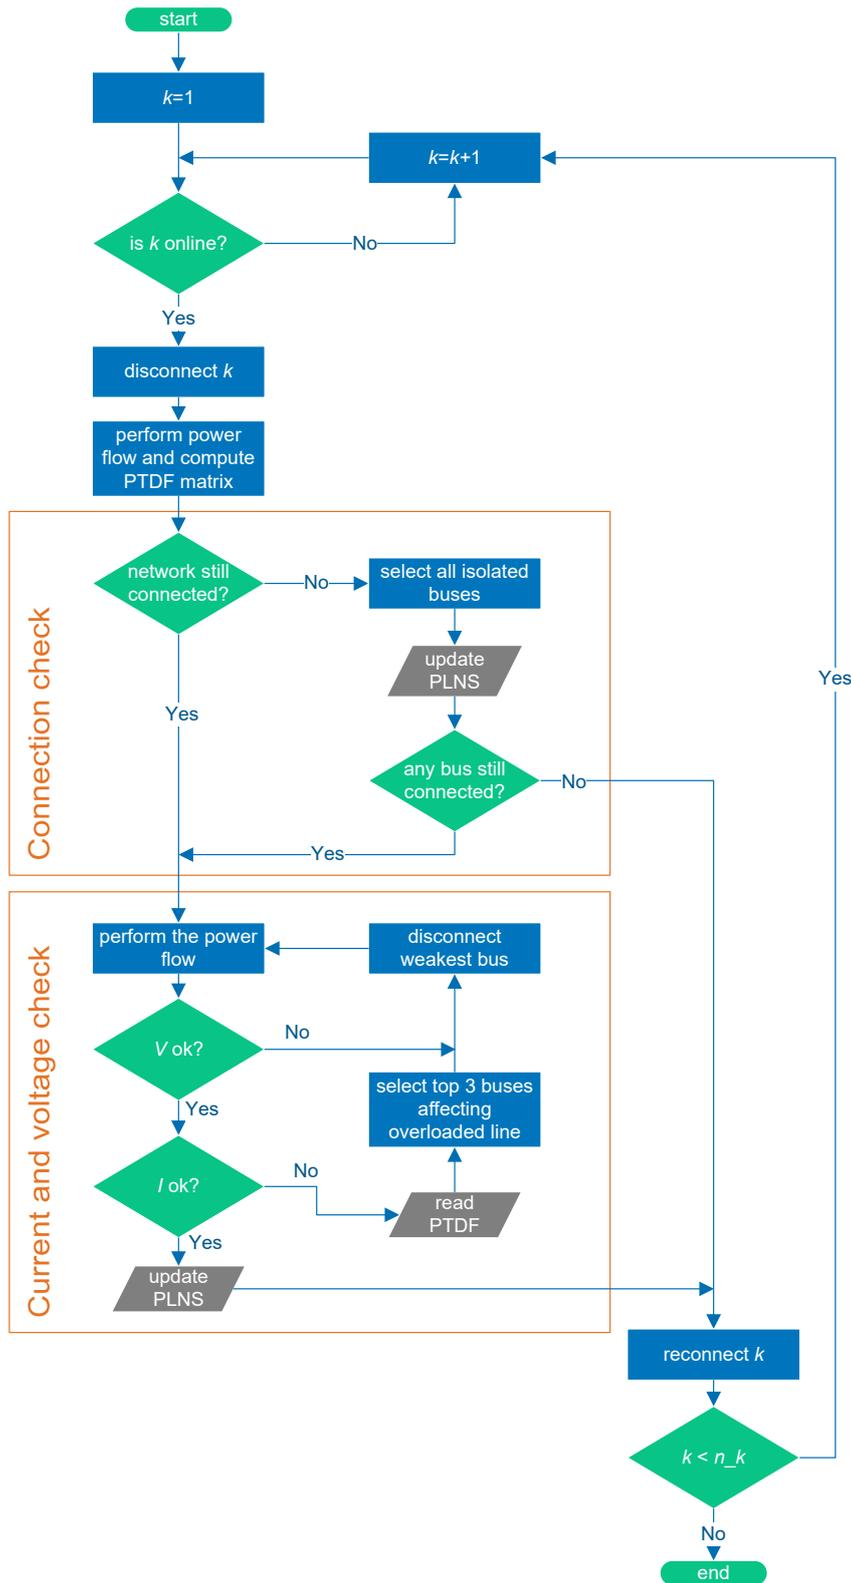 start
k=1
k=k+1
is k online?
No
Yes
disconnect k
perform power
flow and compute
PTDF matrix
Connection check
network still
connected?
No
select all isolated
buses
update
PLNS
Yes
Yes
any bus still
connected?
No
Yes
Current and voltage check
perform the power
flow
disconnect
weakest bus
V ok?
No
select top 3 buses
affecting
overloaded line
Yes
I ok?
No
read
PTDF
Yes
update
PLNS
reconnect k
k < n_k
No
end